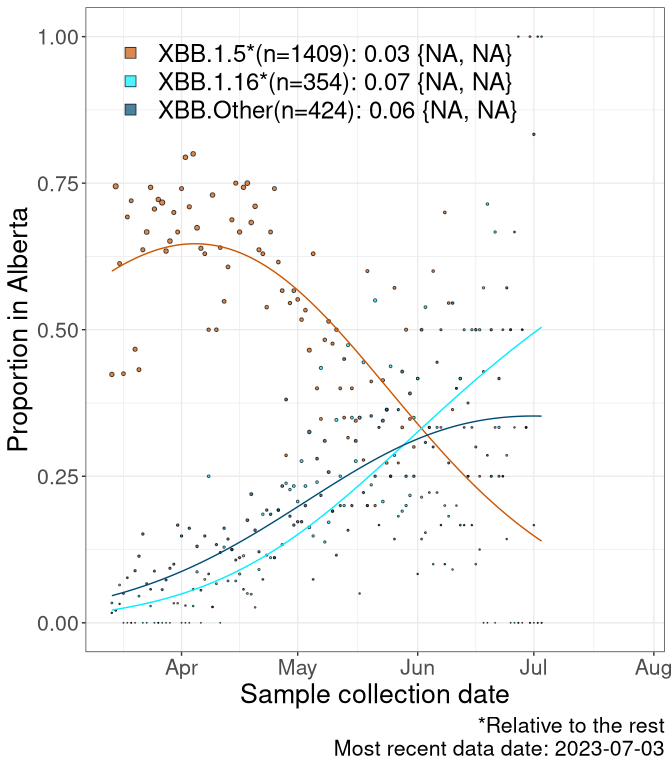 1.00
0.75
0.50
0.25
0.00
Proportion in Alberta
XBB.1.5*(n=1409): 0.03 {NA, NA}
XBB.1.16*(n=354): 0.07 {NA, NA}
XBB.Other(n=424): 0.06 {NA, NA}
Apr May Jun Jul Aug
Sample collection date
*Relative to the rest
Most recent data date: 2023-07-03